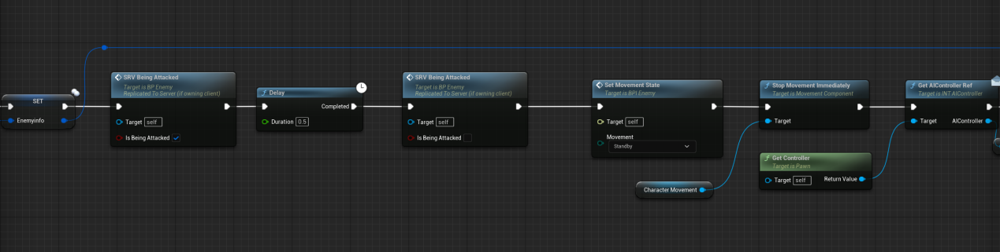 SET
Enemyinfo
SRV Being Attacked
Target is BP Enemy
Replicated To Server (if owning client)
Target self
Is Being Attacked
Delay
Completed
Duration 0.5
SRV Being Attacked
Target is BP Enemy
Replicated To Server (if owning client)
Target self
Is Being Attacked
Set Movement State
Target is BPI Enemy
Target self
Movement
Standby
Character Movement
Stop Movement Immediately
Target is Movement Component
Target
Get Controller
Target is Pawn
Target self Return Value
Get AIController Ref
Target is INT AIController
Target AIController